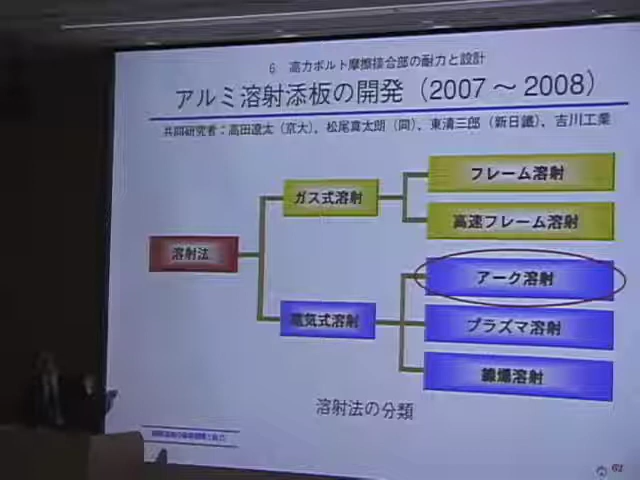 6 高力ボルト摩擦接合部の耐力と設計
アルミ溶射添板の開発（2007～2008）
共同研究者：高田遼太（京大）、松尾真太朗（同）、東清三郎（新日鐵）、吉川工業
フレーム溶射
ガス式溶射
高速フレーム溶射
溶射法
アーク溶射
電気式溶射
プラズマ溶射
線爆溶射
溶射法の分類
62